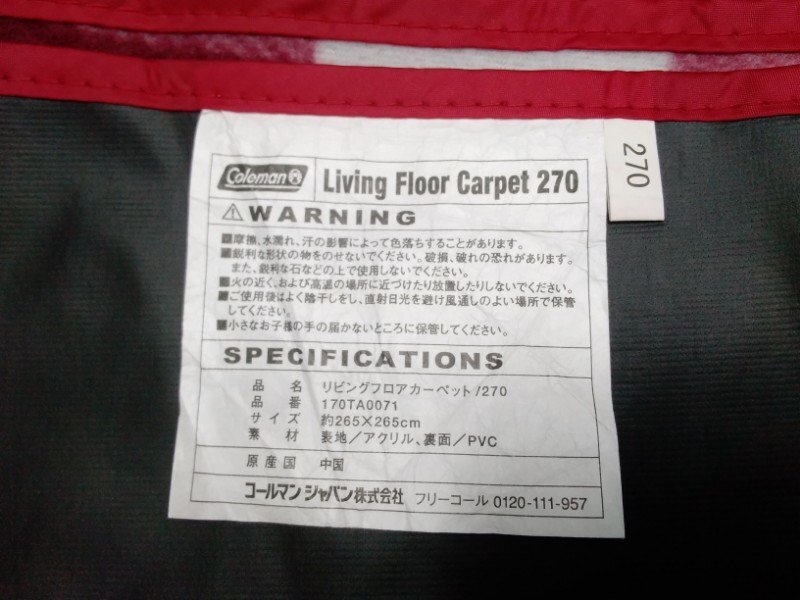 Coleman
Living Floor Carpet 270
270
WARNING
■摩擦、水濡れ、汗の影響によって色落ちすることがあります。
■鋭利な形状の物をのせないでください。破損、破れの恐れがあります。
また、鋭利な石などの上で使用しないでください。
■火の近く、および高温の場所に近づけたり放置したりしないでください。
■ご使用後はよく陰干しをし、直射日光を避け風通しのよい場所で保管
してください。
■小さなお子様の手の届かないところに保管してください。
SPECIFICATIONS
品 名 リビングフロアカーペット/270
品 番 170TA0071
サ イ ズ 約265×265cm
素 材 表地/アクリル、裏面/PVC
原 産 国 中国
コールマン ジャパン株式会社 フリーコール 0120-111-957